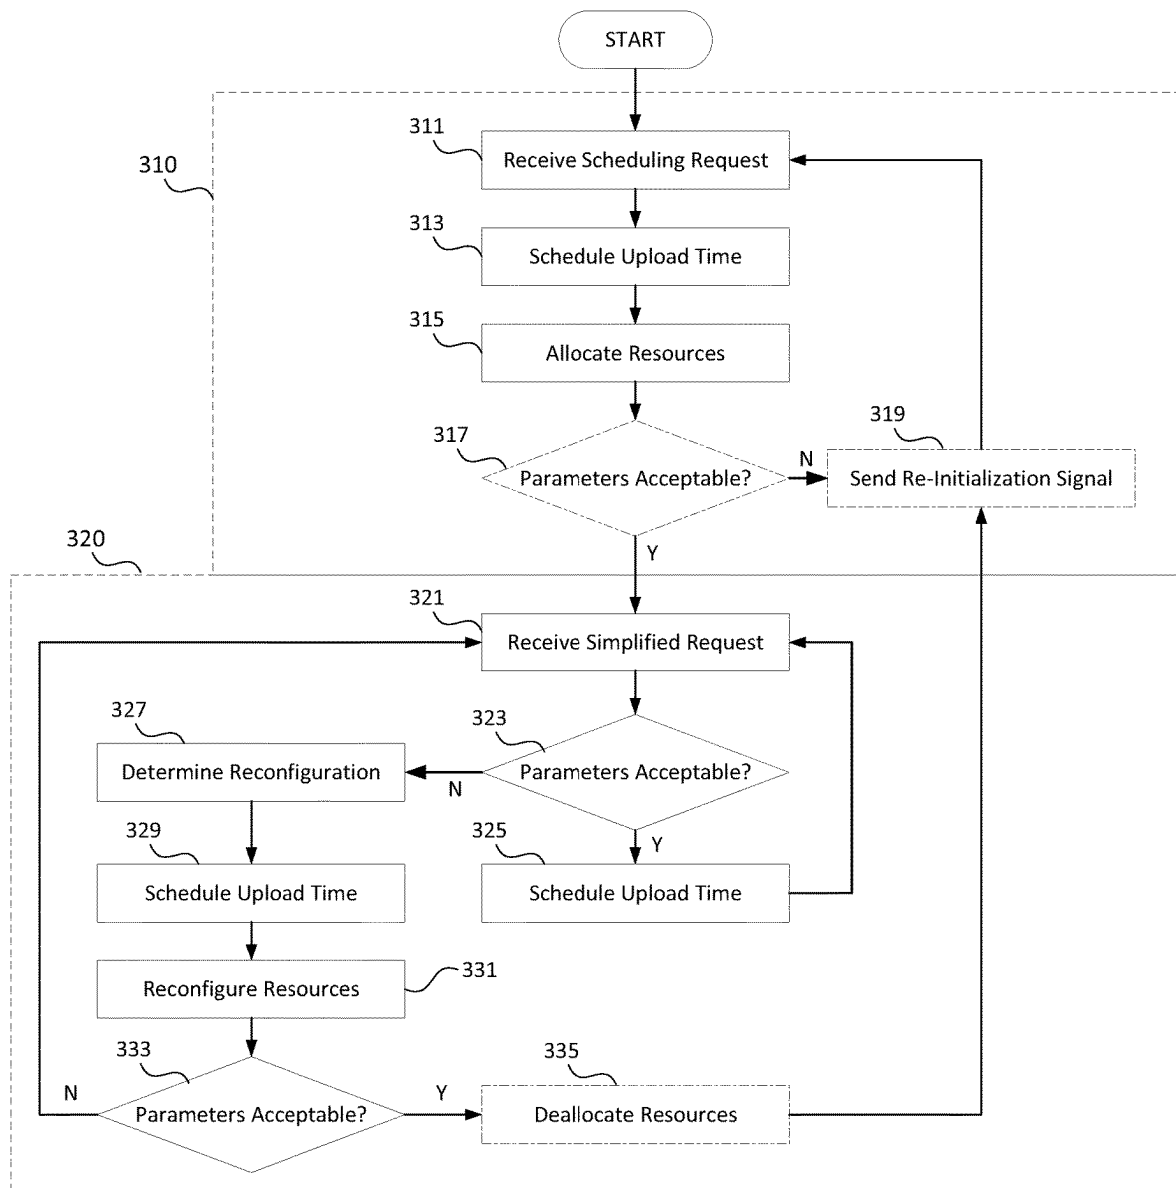 START
311
Receive Scheduling Request
310
313
Schedule Upload Time
315
Allocate Resources
317
Parameters Acceptable?
N
319
Send Re-Initialization Signal
Y
320
321
Receive Simplified Request
323
Parameters Acceptable?
N
Y
327
Determine Reconfiguration
329
Schedule Upload Time
325
Schedule Upload Time
331
Reconfigure Resources
333
Parameters Acceptable?
N
Y
335
Deallocate Resources